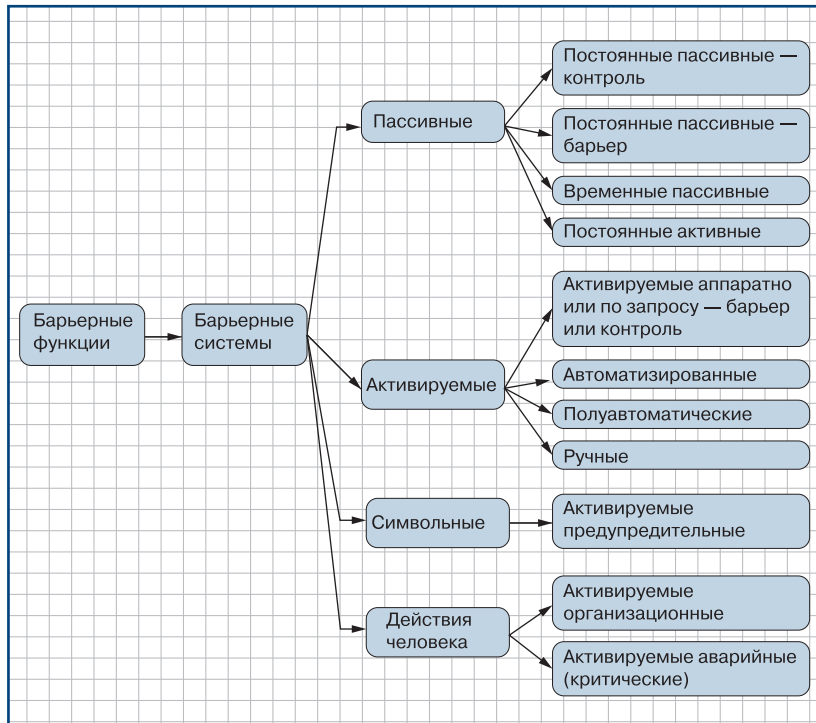 Барьерные
функции
Барьерные
системы
Пассивные
Постоянные пассивные —
контроль
Постоянные пассивные —
барьер
Временные пассивные
Постоянные активные
Активируемые
Активируемые аппаратно
или по запросу — барьер
или контроль
Автоматизированные
Полуавтоматические
Ручные
Символьные
Активируемые
предупредительные
Действия
человека
Активируемые
организационные
Активируемые аварийные
(критические)